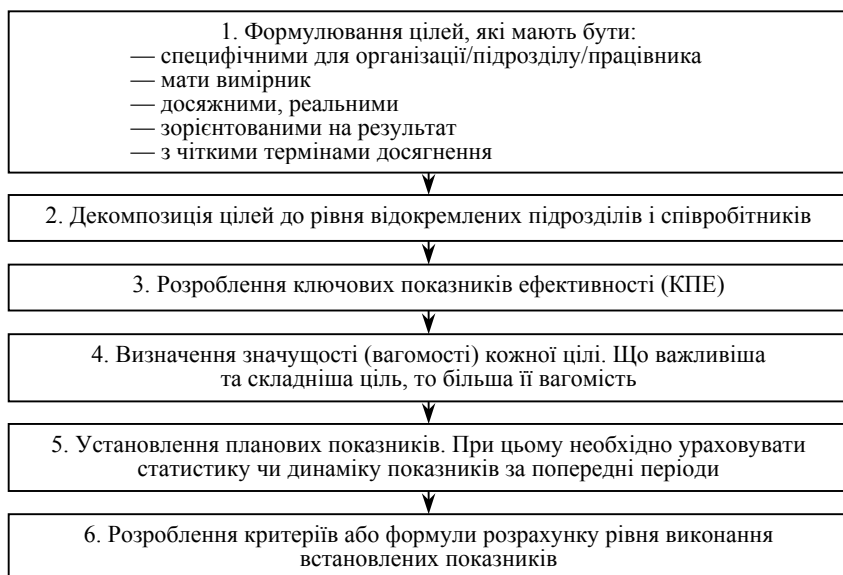 1. Формулювання цілей, які мають бути:
— специфічними для організації/підрозділу/працівника
— мати вимірник
— досяжними, реальними
— зорієнтованими на результат
— з чіткими термінами досягнення
2. Декомпозиція цілей до рівня відокремлених підрозділів і співробітників
3. Розроблення ключових показників ефективності (КПЕ)
4. Визначення значущості (вагомості) кожної цілі. Що важливіша
та складніша ціль, то більша її вагомість
5. Установлення планових показників. При цьому необхідно ураховувати
статистику чи динаміку показників за попередні періоди
6. Розроблення критеріїв або формули розрахунку рівня виконання
встановлених показників